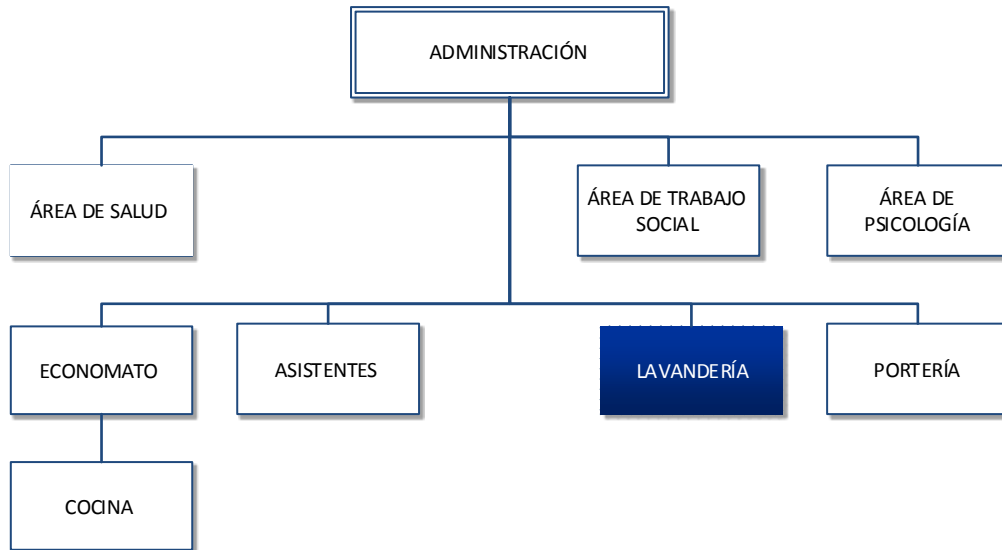 ADMINISTRACIÓN
ÁREA DE SALUD
ÁREA DE TRABAJO
SOCIAL
ÁREA DE
PSICOLOGÍA
ECONOMATO
ASISTENTES
LAVANDERÍA
PORTERÍA
COCINA